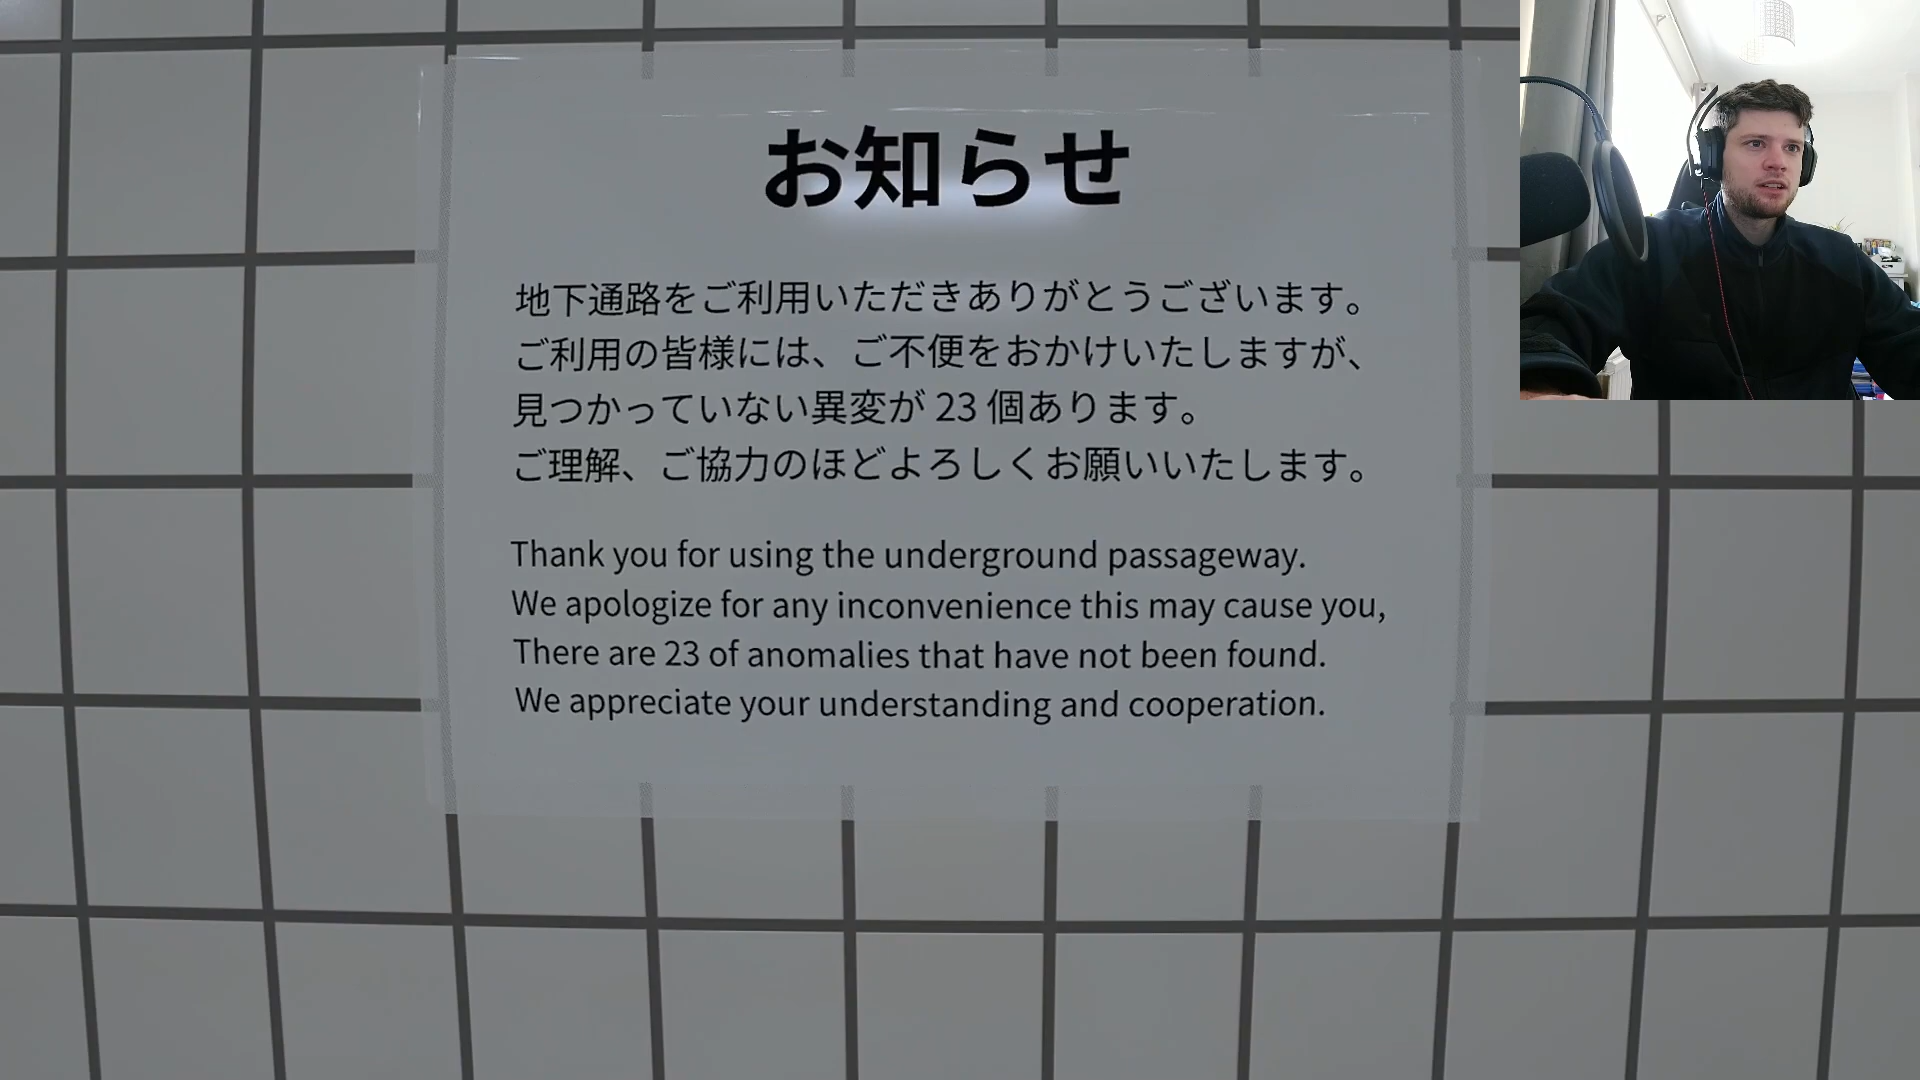 お知らせ
地下通路をご利用いただきありがとうございます。
ご利用の皆様には、ご不便をおかけいたしますが、
見つかっていない異変が 23 個あります。
ご理解、ご協力のほどよろしくお願いいたします。
Thank you for using the underground passageway.
We apologize for any inconvenience this may cause you,
There are 23 of anomalies that have not been found.
We appreciate your understanding and cooperation.